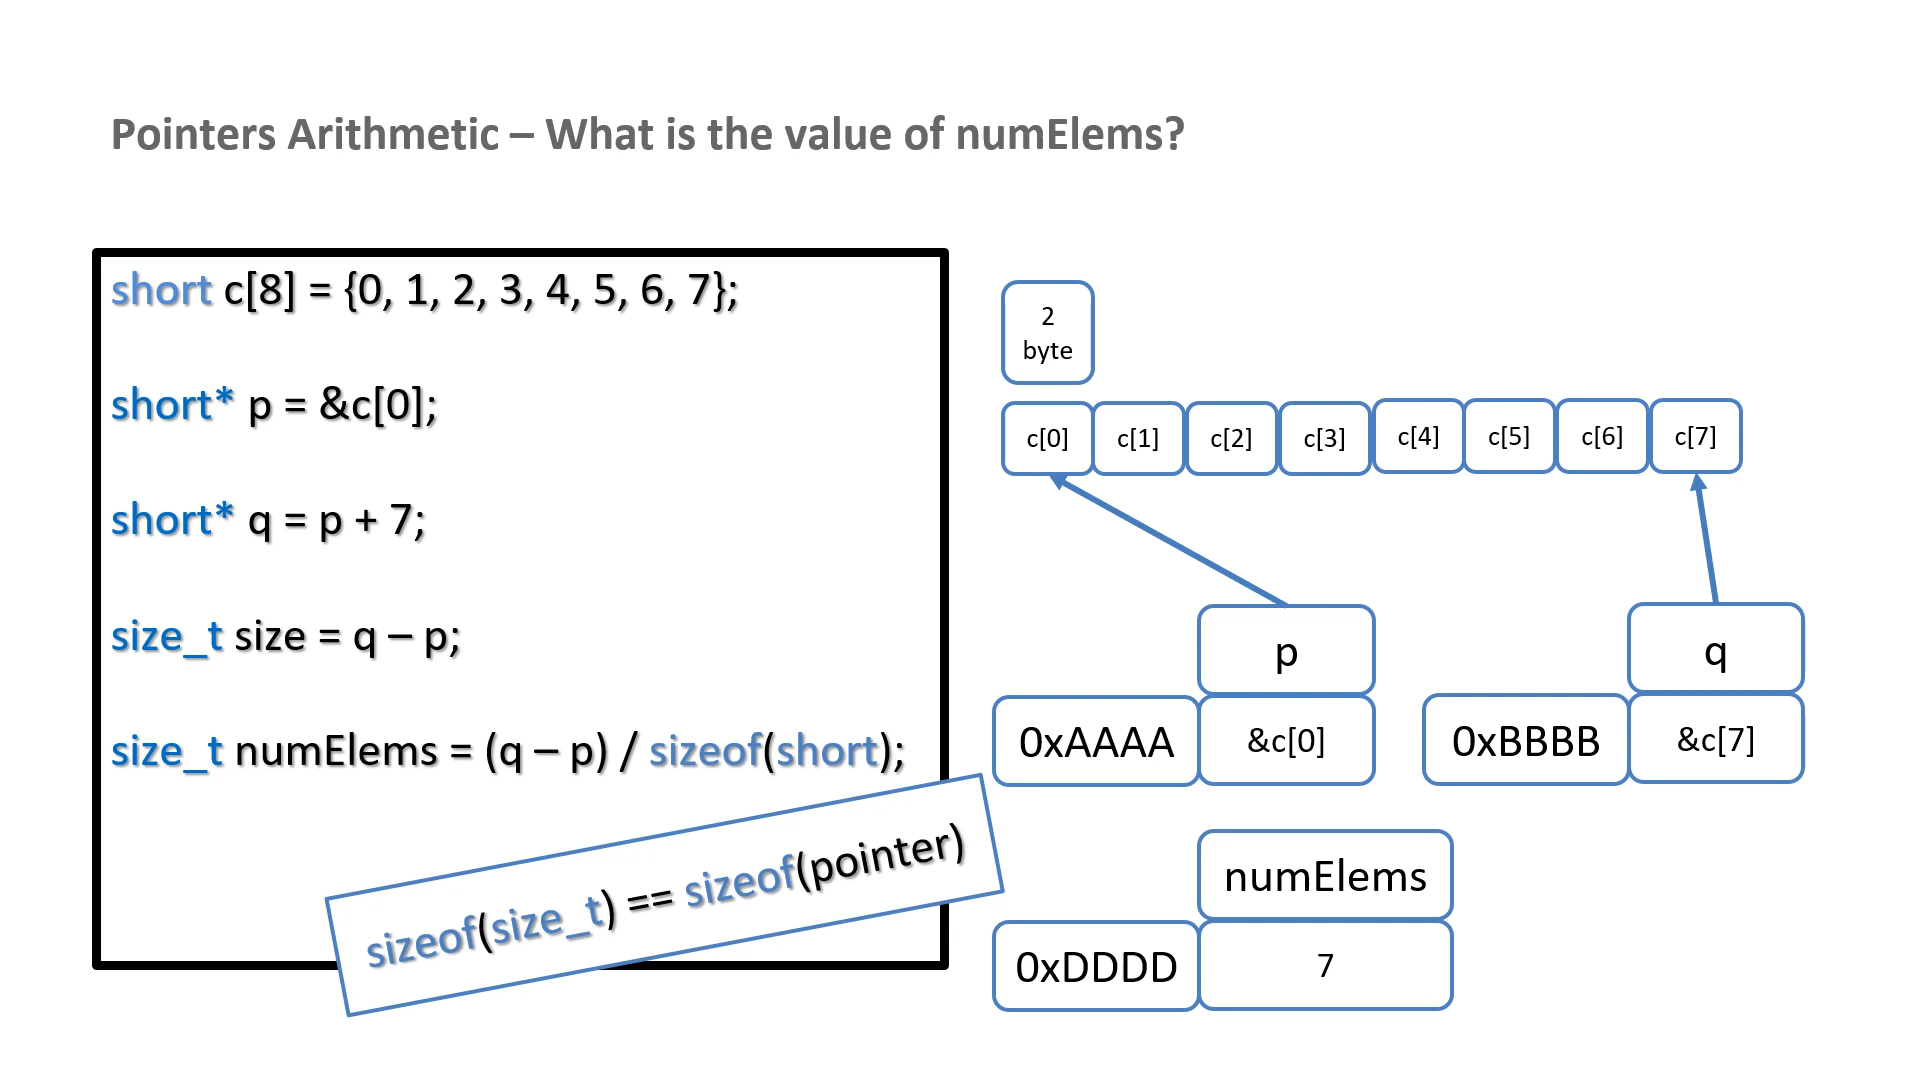 Pointers Arithmetic – What is the value of numElems?
short c[8] = {0, 1, 2, 3, 4, 5, 6, 7};
short* p = &c[0];
short* q = p + 7;
size_t size = q – p;
size_t numElems = (q – p) / sizeof(short);
sizeof(size_t) == sizeof(pointer)
2
byte
c[0] c[1] c[2] c[3] c[4] c[5] c[6] c[7]
p
q
0xAAAA &c[0]
0xBBBB &c[7]
numElems
0xDDDD 7